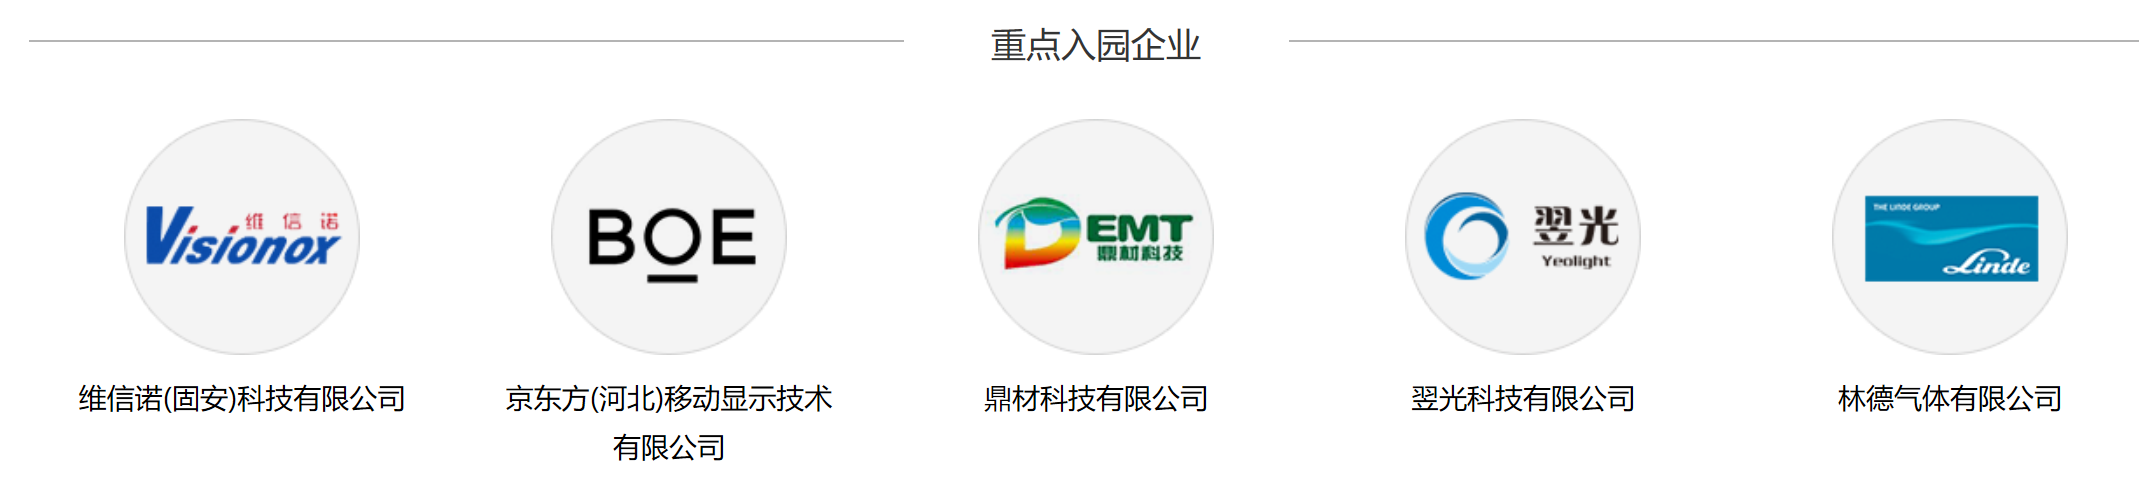 重点入园企业
维信诺
Visionox
BOE
DEMT
鼎材科技
翌光
Yeolight
THE LINDE GROUP
Linde
维信诺(固安)科技有限公司
京东方(河北)移动显示技术
有限公司
鼎材科技有限公司
翌光科技有限公司
林德气体有限公司